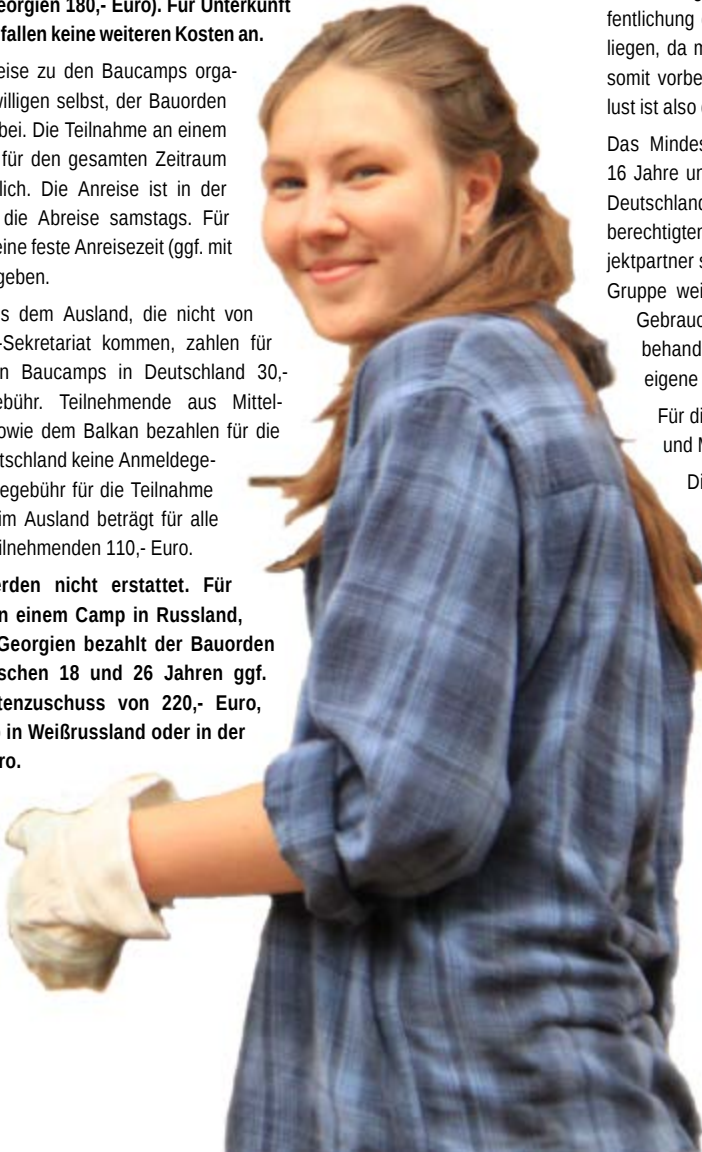 eorgien 180,- Euro). Für Unterkunft
fallen keine weiteren Kosten an.
eise zu den Baucamps orga-
willigen selbst, der Bauorden
bei. Die Teilnahme an einem
für den gesamten Zeitraum
lich. Die Anreise ist in der
die Abreise samstags. Für
eine feste Anreisezeit (ggf. mit
geben.
s dem Ausland, die nicht von
-Sekretariat kommen, zahlen für
n Baucamps in Deutschland 30,-
ebühr. Teilnehmende aus Mittel-
owie dem Balkan bezahlen für die
tschland keine Anmeldege-
egebühr für die Teilnahme
im Ausland beträgt für alle
ilnehmenden 110,- Euro.
erden nicht erstattet. Für
n einem Camp in Russland,
Georgien bezahlt der Bauorden
schen 18 und 26 Jahren ggf.
tenzuschuss von 220,- Euro,
in Weißrussland oder in der
ro.
fentlichung
liegen, da m
somit vorbe
lust ist also
Das Mindes
16 Jahre un
Deutschland
berechtigter
jektpartner s
Gruppe wei
Gebrauc
behand
eigene
Für di
und M
Di